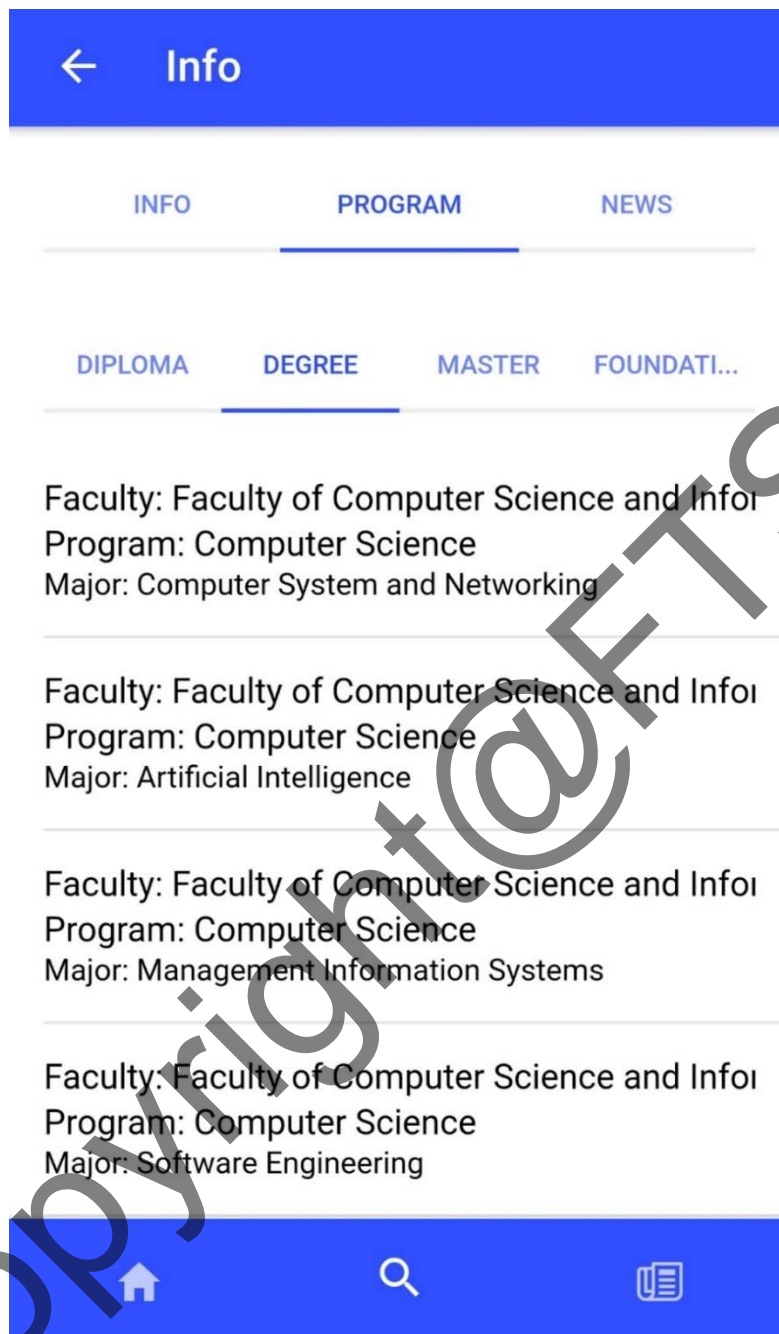 Info
INFO PROGRAM NEWS
DIPLOMA DEGREE MASTER FOUNDATI...
Faculty: Faculty of Computer Science and Infor
Program: Computer Science
Major: Computer System and Networking
Faculty: Faculty of Computer Science and Infor
Program: Computer Science
Major: Artificial Intelligence
Faculty: Faculty of Computer Science and Infor
Program: Computer Science
Major: Management Information Systems
Faculty: Faculty of Computer Science and Infor
Program: Computer Science
Major: Software Engineering
opyright@FTS